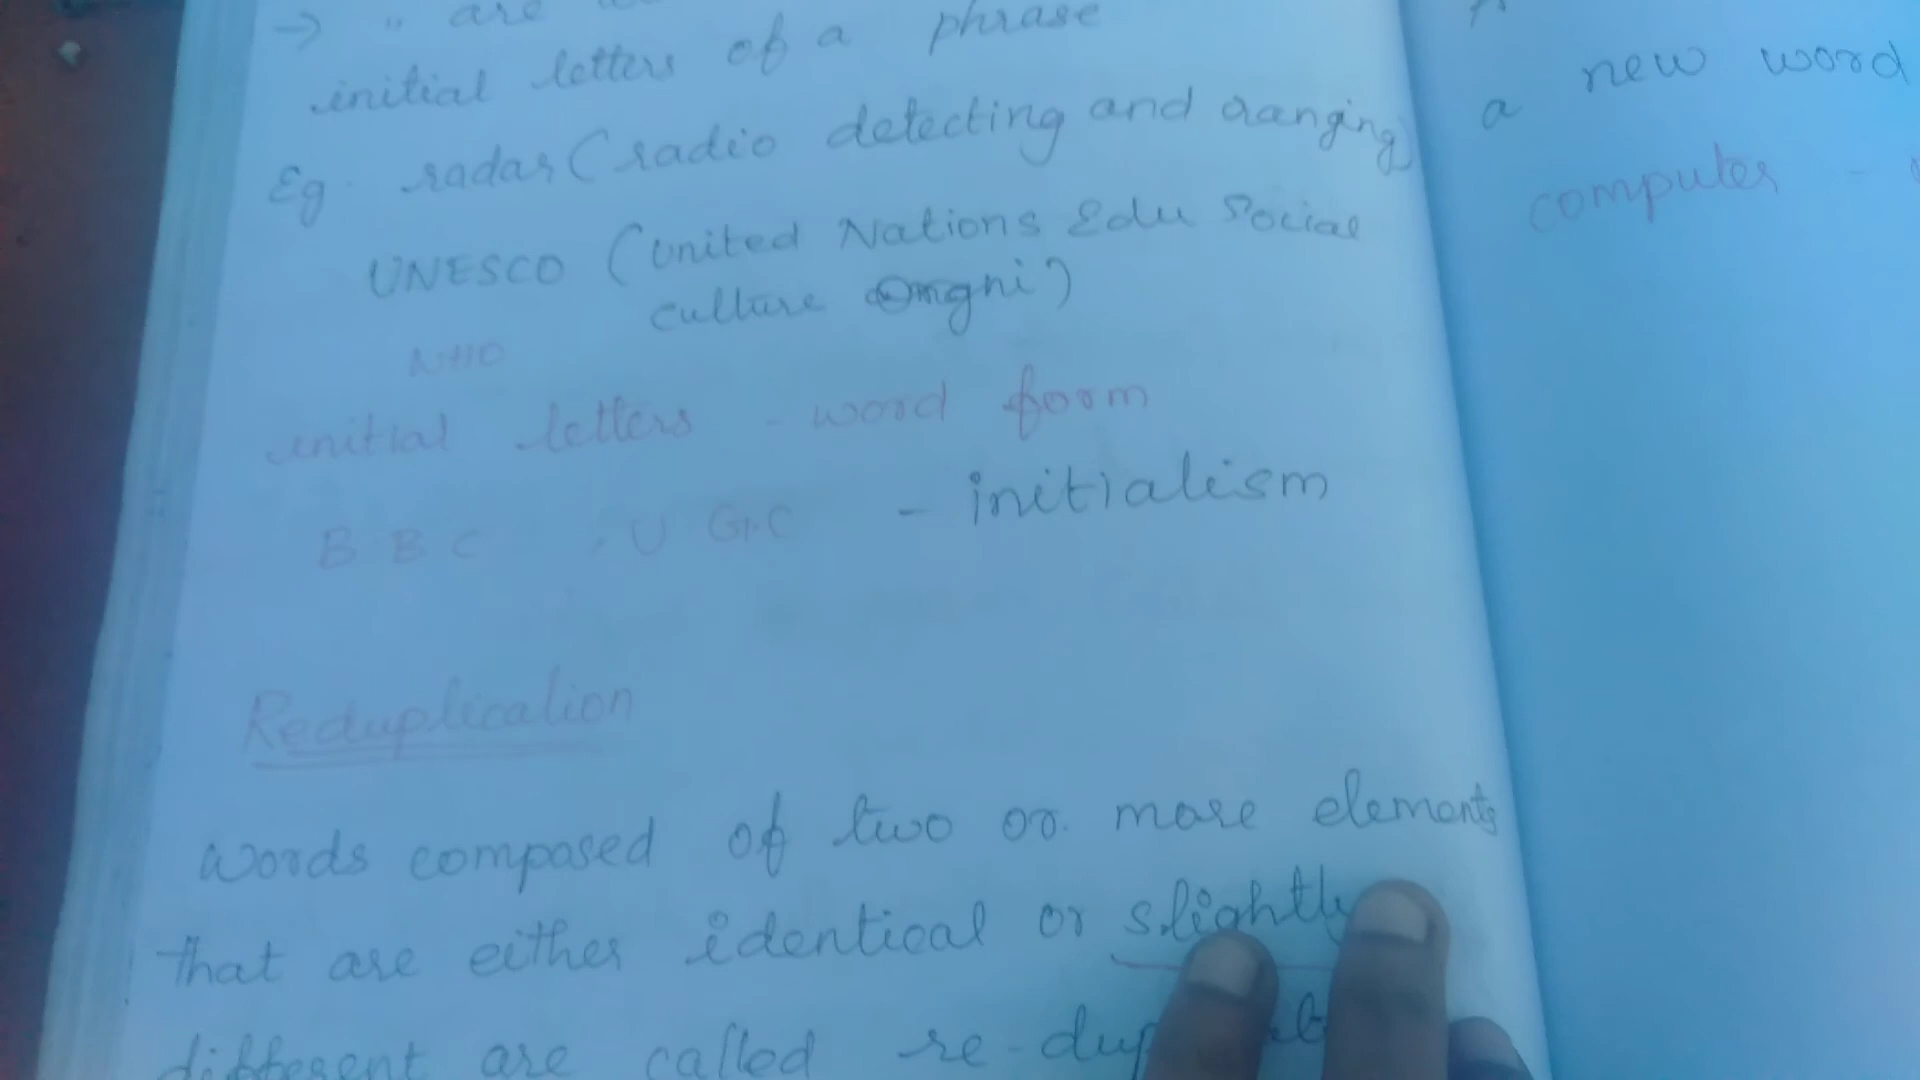 → " are
initial letters of a phrase
Eg. radar (radio detecting and ranging)
UNESCO (United Nations Edu Social
culture Orgni)
initial letters - word form
B B C . U G.C - initialism
Reduplication
Words composed of two or more elements
that are either identical or slightly
different are called re-dup
a new word
computer -